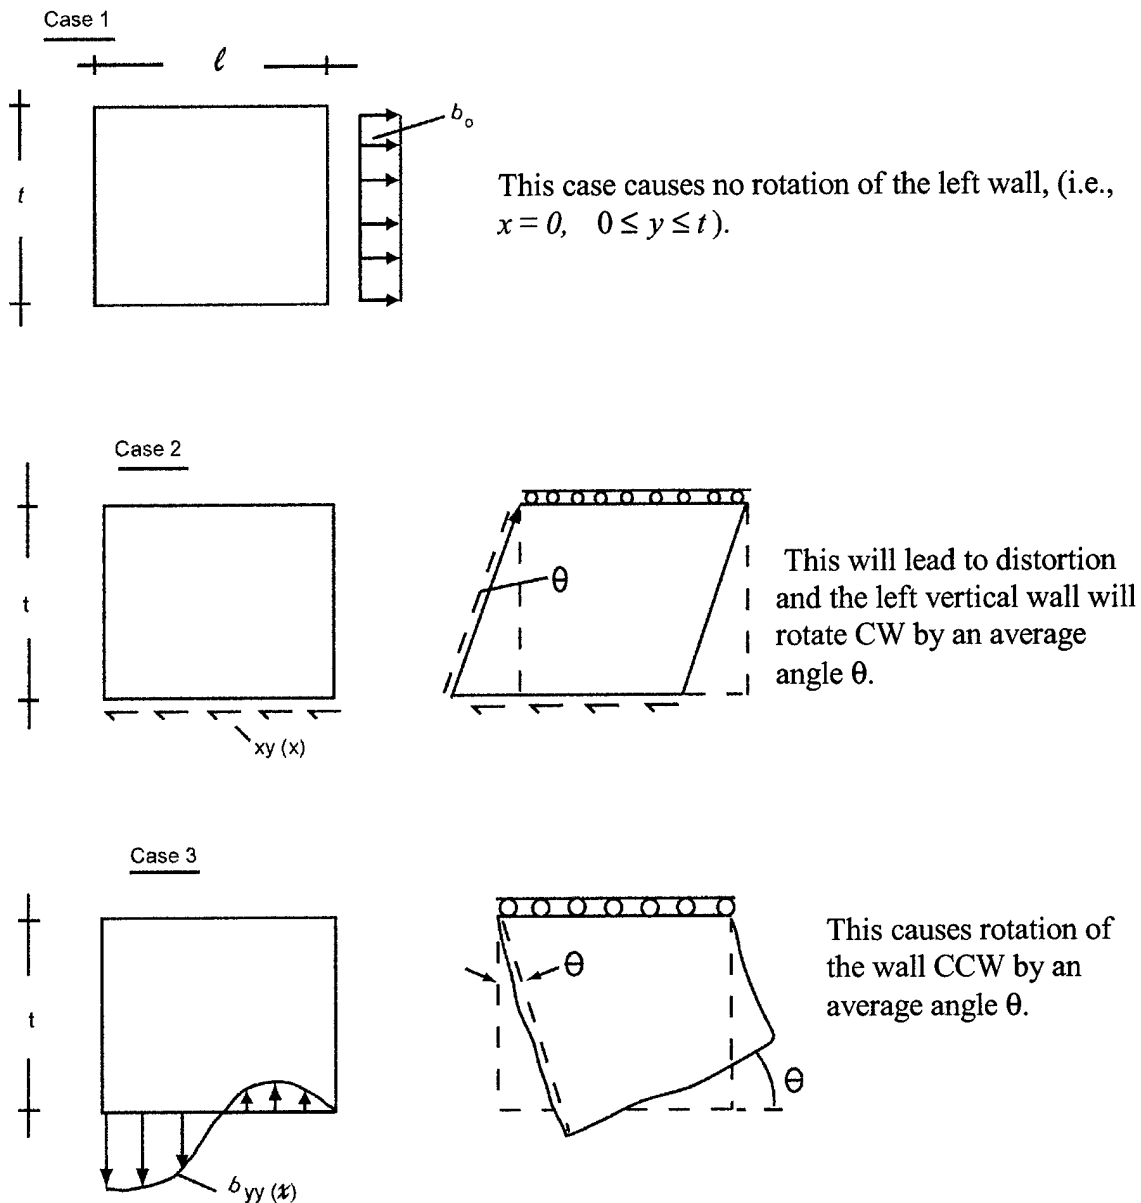 Case 1
ℓ
b₀
t
This case causes no rotation of the left wall, (i.e.,
x = 0, 0 ≤ y ≤ t ).
Case 2
t
θ
This will lead to distortion
and the left vertical wall will
rotate CW by an average
angle θ.
xy (x)
Case 3
t
θ
θ
This causes rotation of
the wall CCW by an
average angle θ.
b yy (x)